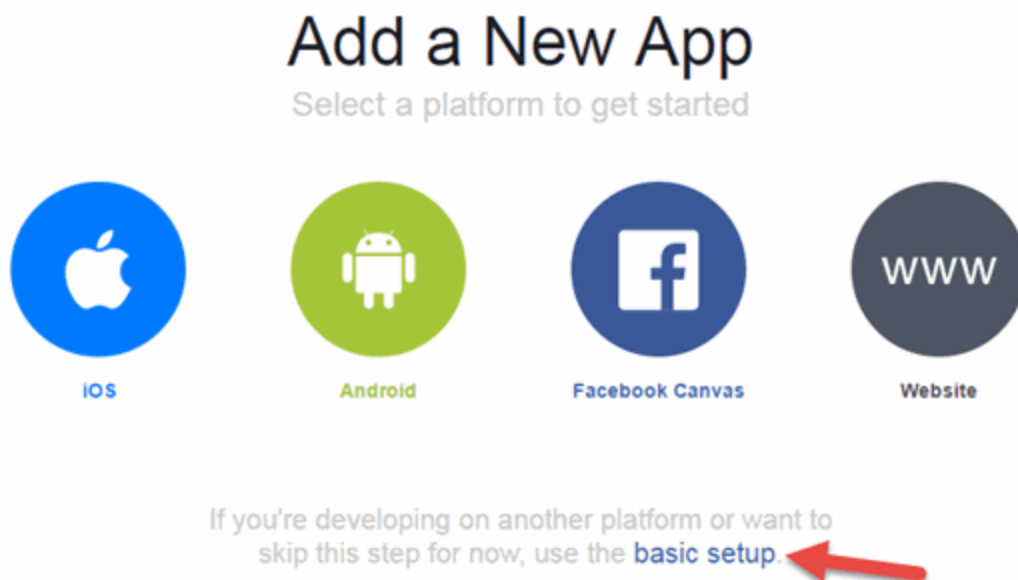 Add a New App
Select a platform to get started
www
iOS
Android
Facebook Canvas
Website
If you're developing on another platform or want to
skip this step for now, use the basic setup.